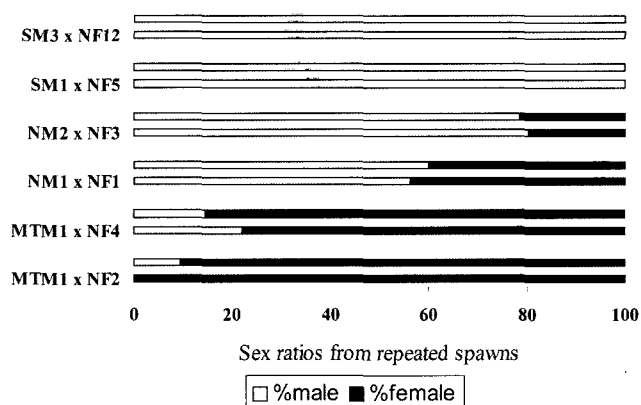 SM3 x NF12
SM1 x NF5
NM2 x NF3
NM1 x NF1
MTM1 x NF4
MTM1 x NF2
0 20 40 60 80 100
Sex ratios from repeated spawns
%male %female